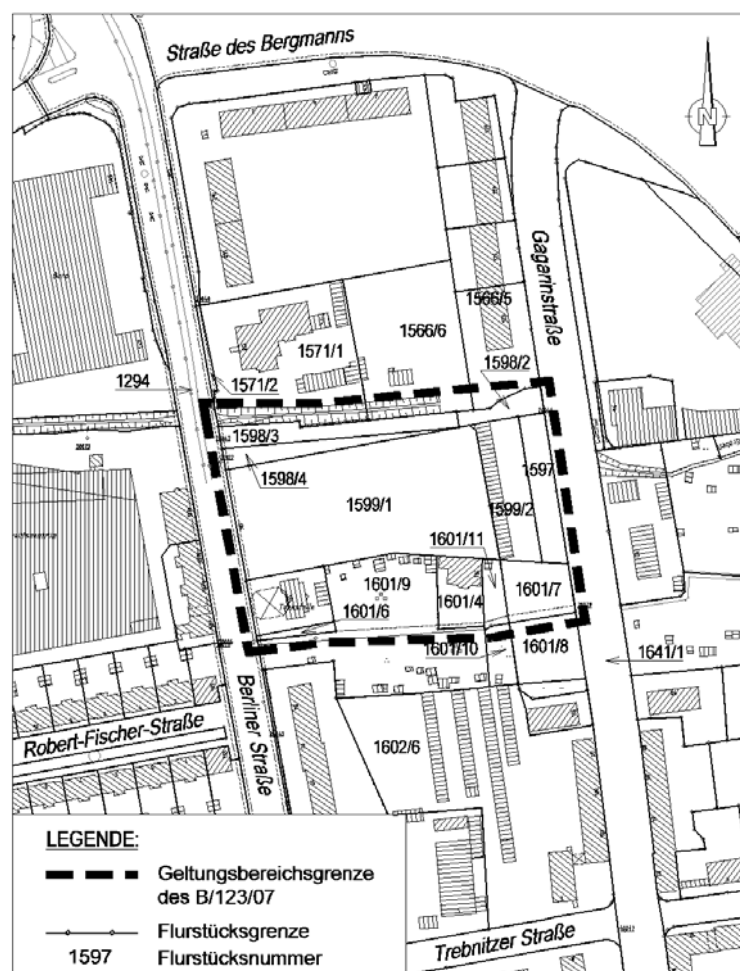 Straße des Bergmanns
N
Gagarinstraße
1566/5
1566/6
1571/1
1598/2
1294
1571/2
1598/3
1597
1598/4
1599/1
1599/2
1601/11
1601/9
1601/7
1601/4
1601/6
1601/10
1601/8
1641/1
Berliner Straße
Robert-Fischer-Straße
1602/6
LEGENDE:
Geltungsbereichsgrenze
des B/123/07
Flurstücksgrenze
1597 Flurstücksnummer
Trebnitzer Straße